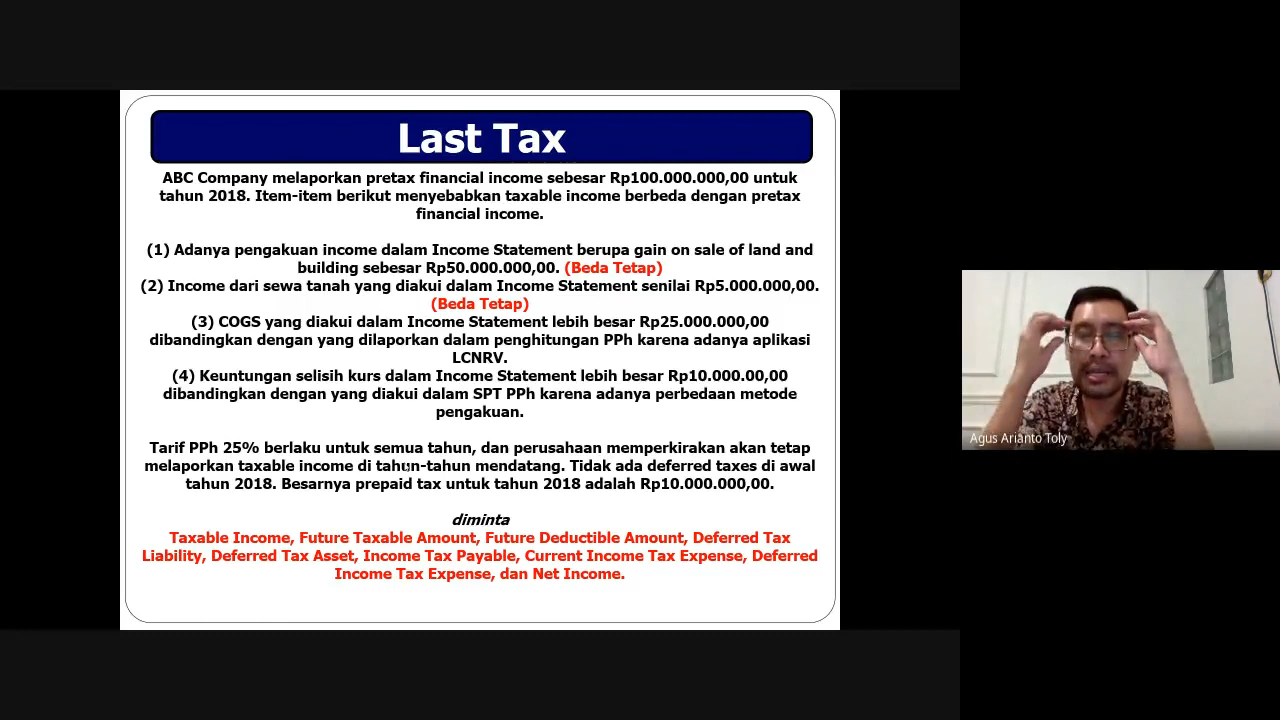 Last Tax
ABC Company melaporkan pretax financial income sebesar Rp100.000.000,00 untuk
tahun 2018. Item-item berikut menyebabkan taxable income berbeda dengan pretax
financial income.
(1) Adanya pengakuan income dalam Income Statement berupa gain on sale of land and
building sebesar Rp50.000.000,00. (Beda Tetap)
(2) Income dari sewa tanah yang diakui dalam Income Statement senilai Rp5.000.000,00.
(Beda Tetap)
(3) COGS yang diakui dalam Income Statement lebih besar Rp25.000.000,00
dibandingkan dengan yang dilaporkan dalam penghitungan PPh karena adanya aplikasi
LCNRV.
(4) Keuntungan selisih kurs dalam Income Statement lebih besar Rp10.000.00,00
dibandingkan dengan yang diakui dalam SPT PPh karena adanya perbedaan metode
pengakuan.
Tarif PPh 25% berlaku untuk semua tahun, dan perusahaan memperkirakan akan tetap
melaporkan taxable income di tahun-tahun mendatang. Tidak ada deferred taxes di awal
tahun 2018. Besarnya prepaid tax untuk tahun 2018 adalah Rp10.000.000,00.
diminta
Taxable Income, Future Taxable Amount, Future Deductible Amount, Deferred Tax
Liability, Deferred Tax Asset, Income Tax Payable, Current Income Tax Expense, Deferred
Income Tax Expense, dan Net Income.
Agus Arianto Toly